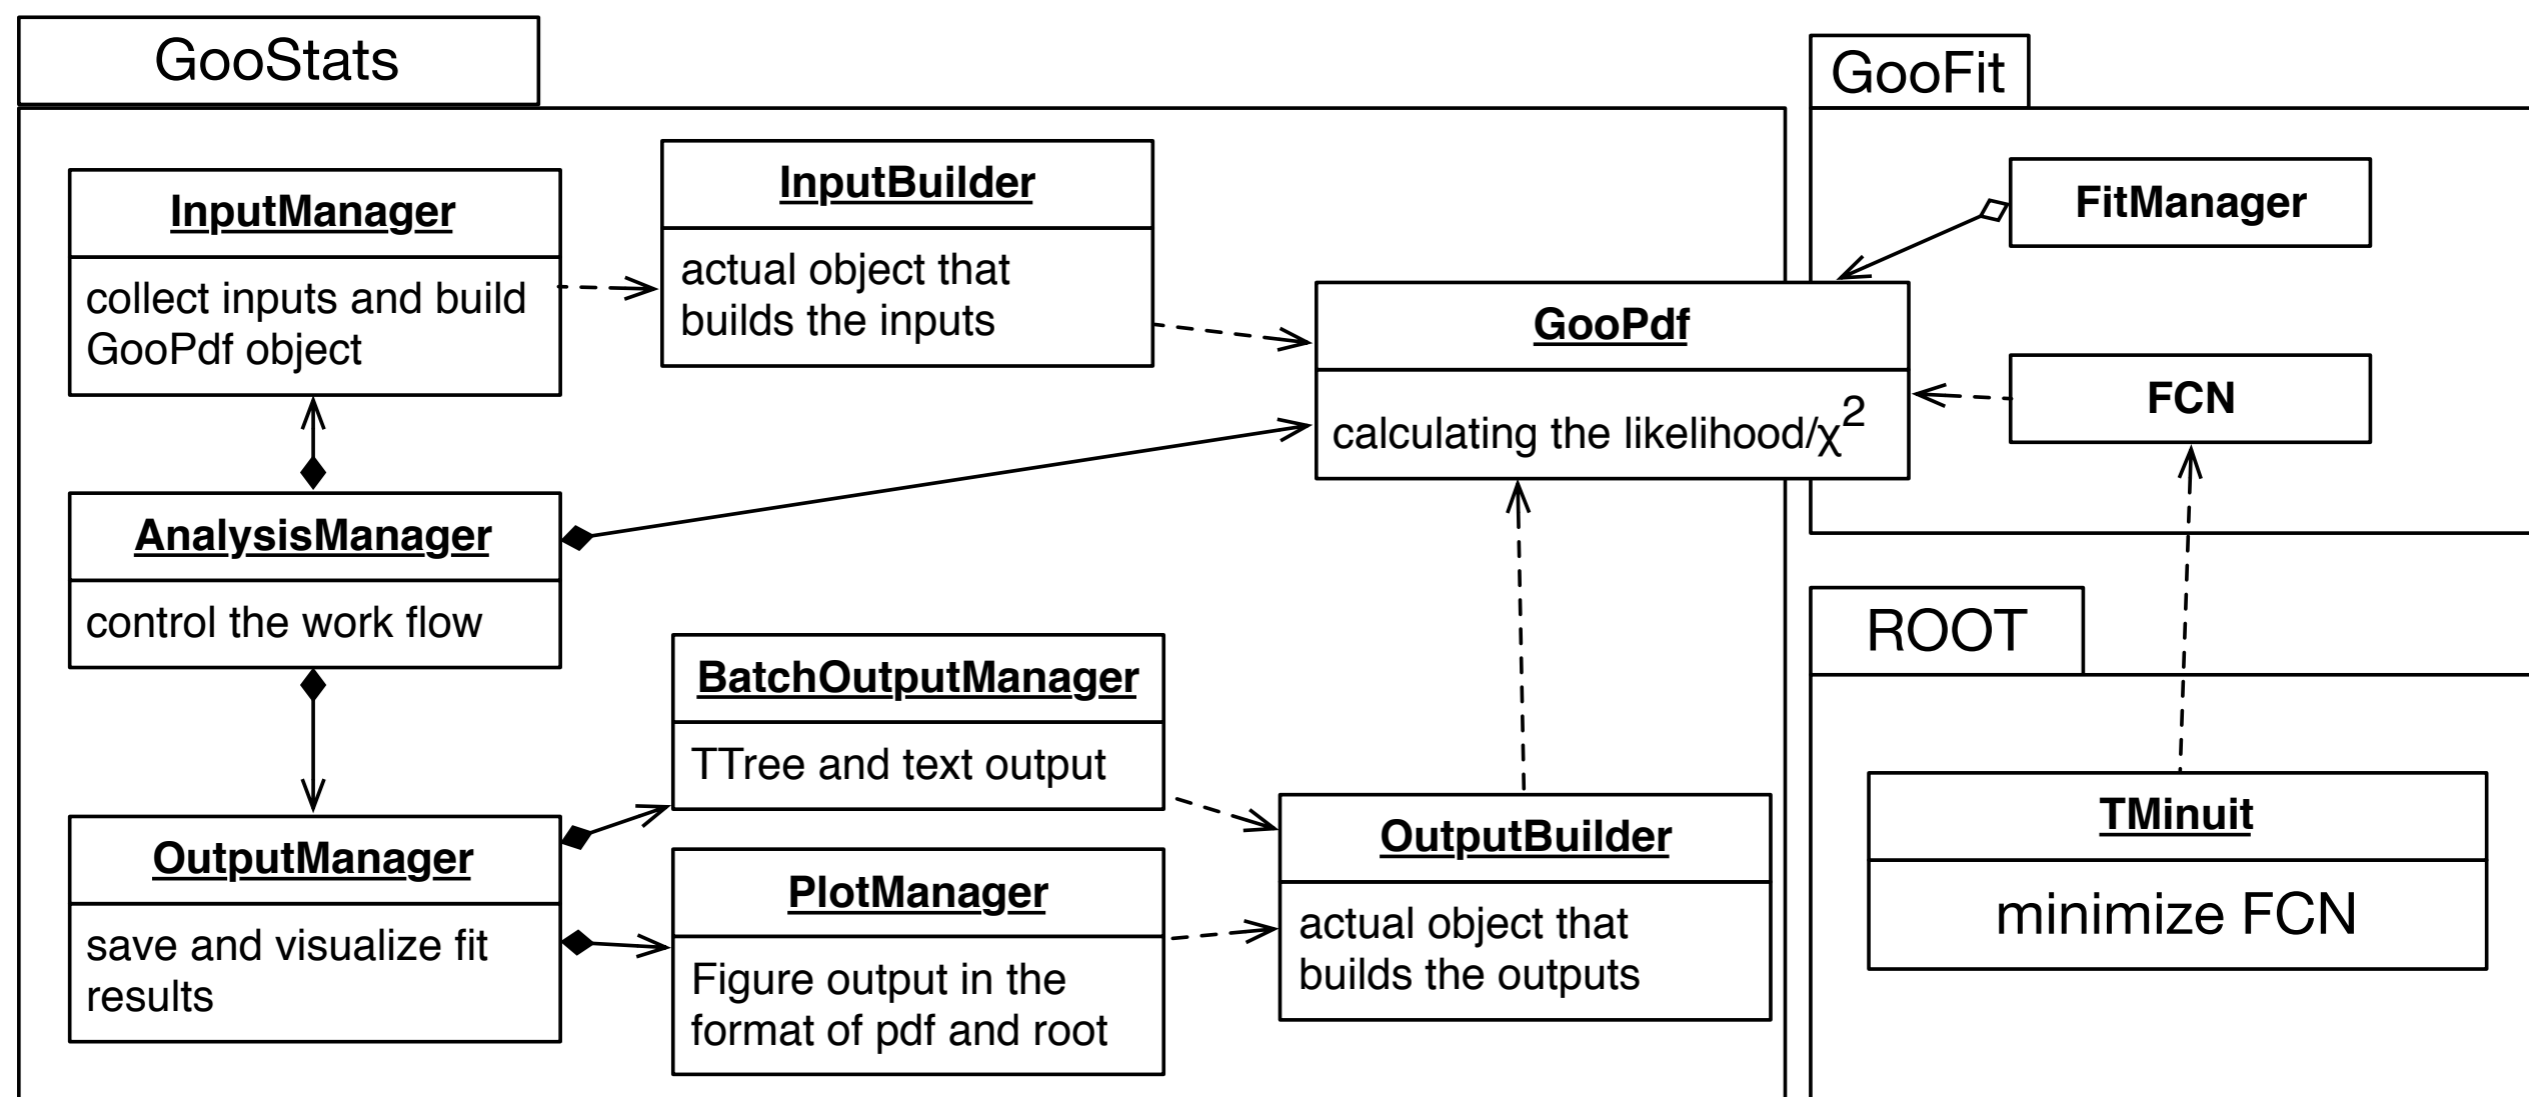 GooStats
InputManager
collect inputs and build
GooPdf object
InputBuilder
actual object that
builds the inputs
AnalysisManager
control the work flow
OutputManager
save and visualize fit
results
BatchOutputManager
TTree and text output
PlotManager
Figure output in the
format of pdf and root
OutputBuilder
actual object that
builds the outputs
GooPdf
calculating the likelihood/χ²
GooFit
FitManager
FCN
ROOT
TMinuit
minimize FCN